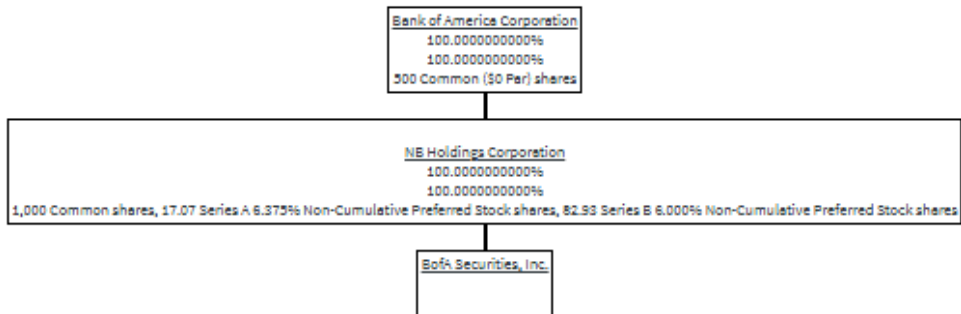 Bank of America Corporation
100.0000000000%
100.0000000000%
500 Common ($0 Par) shares
NB Holdings Corporation
100.0000000000%
100.0000000000%
1,000 Common shares, 17.07 Series A 6.375% Non-Cumulative Preferred Stock shares, 82.93 Series B 6.000% Non-Cumulative Preferred Stock shares
BofA Securities, Inc.